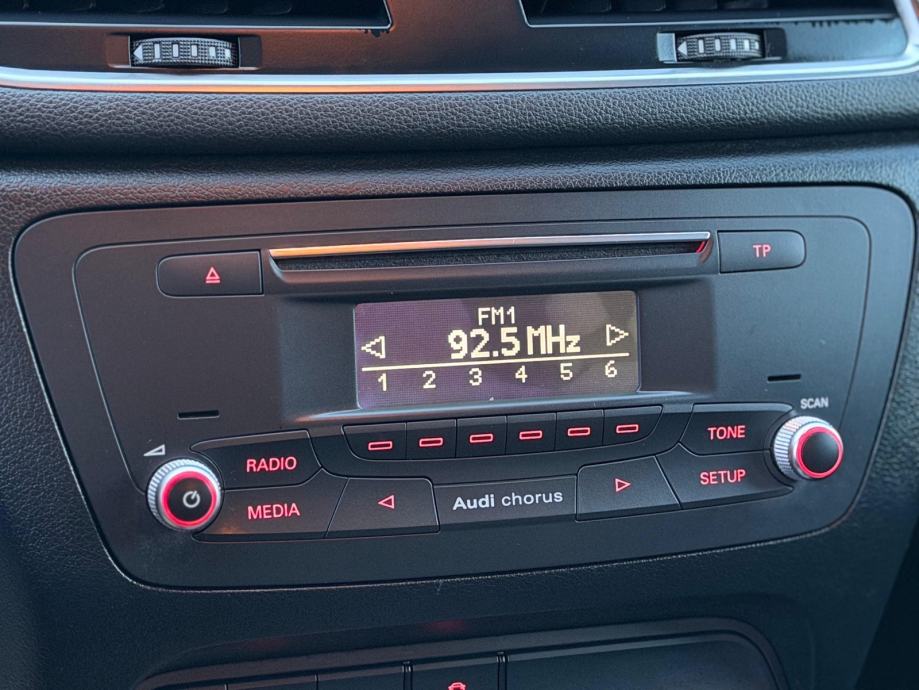 TP
FM1
92.5 MHz
1 2 3 4 5 6
SCAN
RADIO
TONE
MEDIA
Audi chorus
SETUP